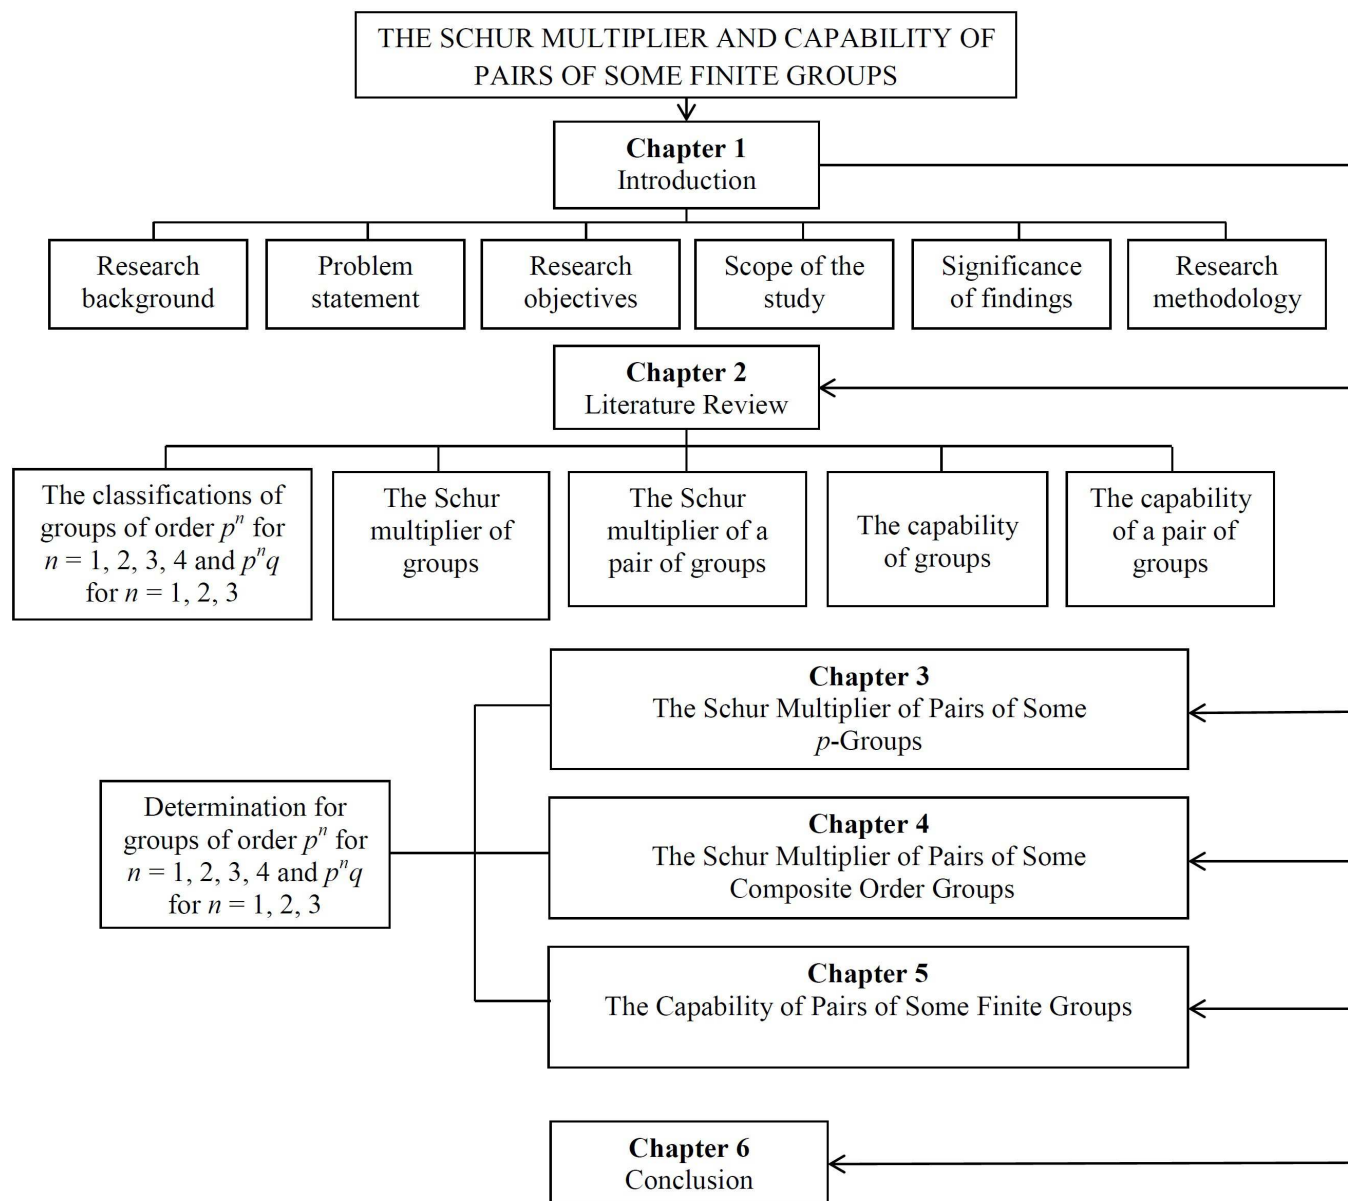 THE SCHUR MULTIPLIER AND CAPABILITY OF
PAIRS OF SOME FINITE GROUPS
Chapter 1
Introduction
Research
background
Problem
statement
Research
objectives
Scope of the
study
Significance
of findings
Research
methodology
Chapter 2
Literature Review
The classifications of
groups of order pⁿ for
n = 1, 2, 3, 4 and pⁿq
for n = 1, 2, 3
The Schur
multiplier of
groups
The Schur
multiplier of a
pair of groups
The capability
of groups
The capability
of a pair of
groups
Chapter 3
The Schur Multiplier of Pairs of Some
p-Groups
Determination for
groups of order pⁿ for
n = 1, 2, 3, 4 and pⁿq
for n = 1, 2, 3
Chapter 4
The Schur Multiplier of Pairs of Some
Composite Order Groups
Chapter 5
The Capability of Pairs of Some Finite Groups
Chapter 6
Conclusion